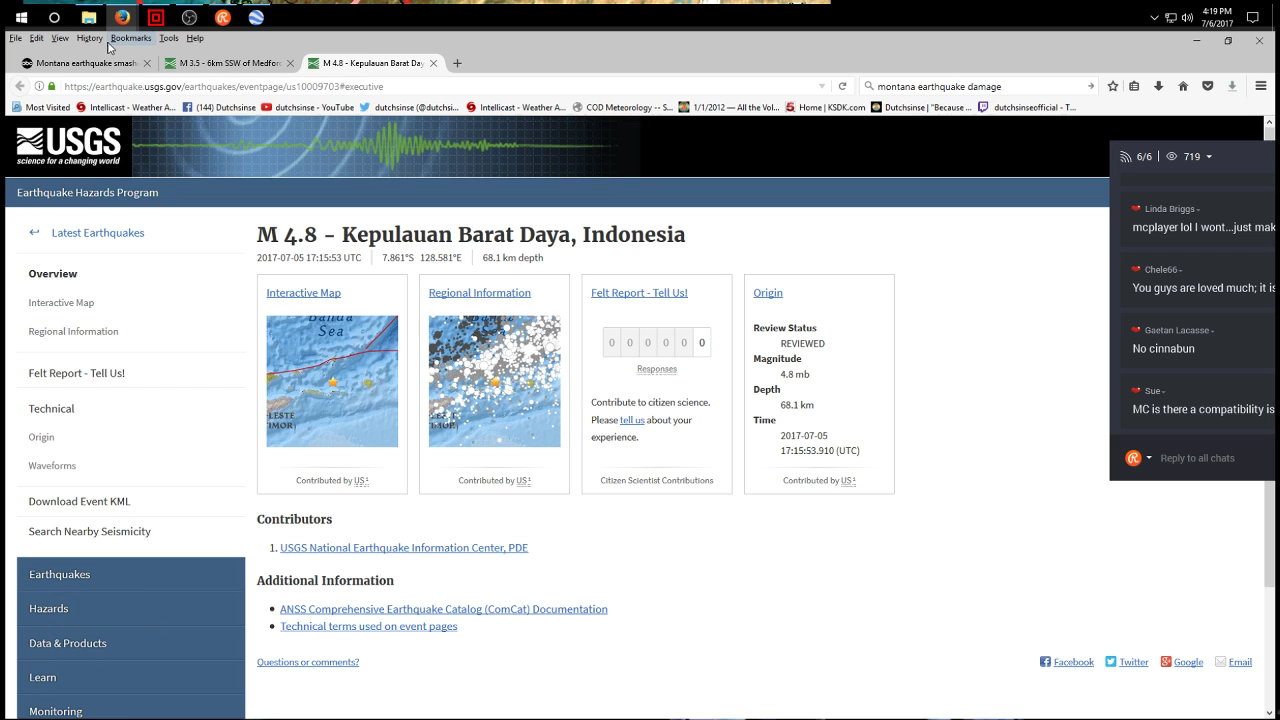 4:19 PM
7/6/2017
File Edit View History Bookmarks Tools Help
Montana earthquake smash
M 3.5 - 6km SSW of Medford
M 4.8 - Kepulauan Barat Day
https://earthquake.usgs.gov/earthquakes/eventpage/us10009703#executive
montana earthquake damage
Most Visited
Intellicast - Weather A...
(144) Dutchsinse
dutchsinse - YouTube
dutchsinse (@dutchsi...
Intellicast - Weather A...
COD Meteorology -- S...
1/1/2012 — All the Vol...
Home | KSDK.com
Dutchsinse | "Because ...
dutchsinseofficial - T...
USGS
science for a changing world
Earthquake Hazards Program
6/6 719
Linda Briggs
mcplayer lol I wont...just mak
Chele66
You guys are loved much; it is
Gaetan Lacasse
No cinnabun
Sue
MC is there a compatibility is
Reply to all chats
Latest Earthquakes
Overview
Interactive Map
Regional Information
Felt Report - Tell Us!
Technical
Origin
Waveforms
Download Event KML
Search Nearby Seismicity
Earthquakes
Hazards
Data & Products
Learn
Monitoring
M 4.8 - Kepulauan Barat Daya, Indonesia
2017-07-05 17:15:53 UTC
7.861°S 128.581°E
68.1 km depth
Interactive Map
Banda
Sea
LESTE
TIMOR)
Contributed by US 1
Regional Information
Sea
Contributed by US 1
Felt Report - Tell Us!
0 0 0 0 0 0
Responses
Contribute to citizen science.
Please tell us about your
experience.
Citizen Scientist Contributions
Origin
Review Status
REVIEWED
Magnitude
4.8 mb
Depth
68.1 km
Time
2017-07-05
17:15:53.910 (UTC)
Contributed by US 1
Contributors
1. USGS National Earthquake Information Center, PDE
Additional Information
• ANSS Comprehensive Earthquake Catalog (ComCat) Documentation
• Technical terms used on event pages
Questions or comments?
Facebook
Twitter
Google
Email